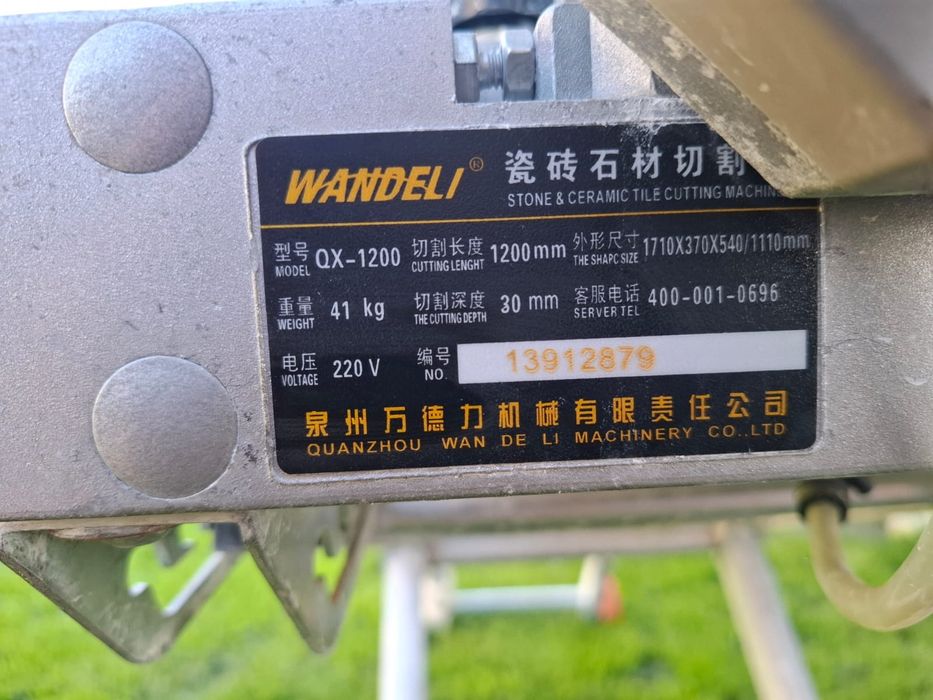 WANDELI® 瓷砖石材切割
STONE & CERAMIC TILE CUTTING
型号 QX-1200 切割长度 1200mm 外形尺寸 1710X370X540/1110mm
MODEL CUTTING LENGHT THE SHAPC SIZE
重量 41 kg 切割深度 30 mm 客服电话 400-001-0696
WEIGHT THE CUTTING DEPTH SERVER TEL
电压 220 V 编号 13912879
VOLTAGE NO.
泉州万德力机械有限责任公司
QUANZHOU WAN DE LI MACHINERY CO.,LTD